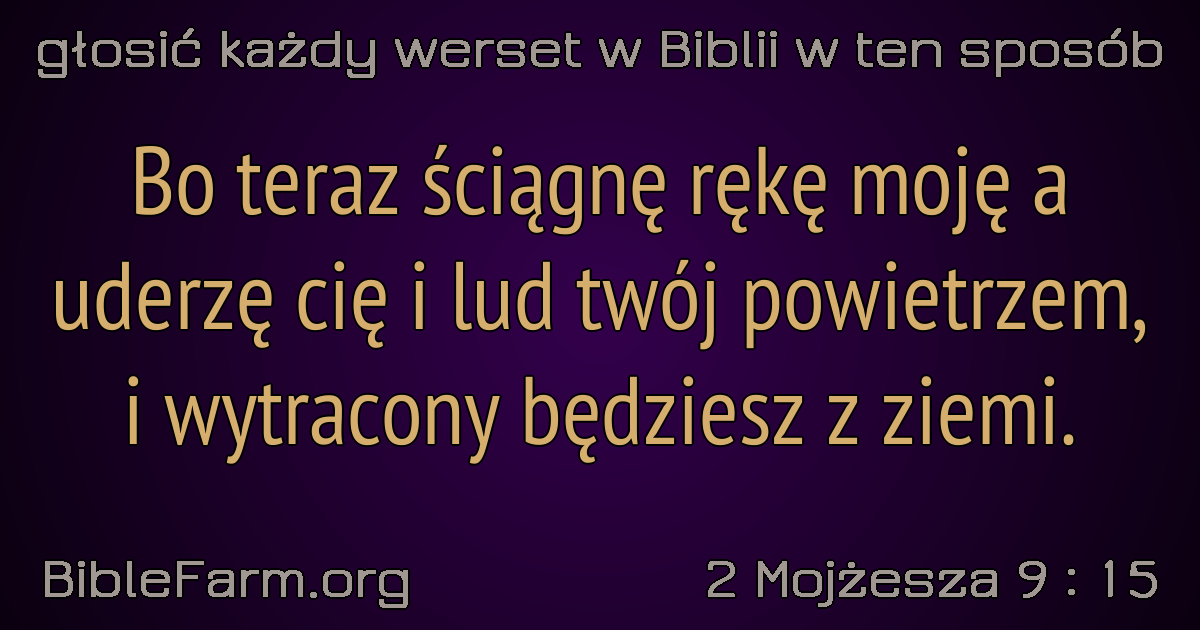 głosić każdy werset w Biblii w ten sposób
Bo teraz ściągnę rękę moję a
uderzę cię i lud twój powietrzem,
i wytracony będziesz z ziemi.
BibleFarm.org
2 Mojżesza 9 : 15